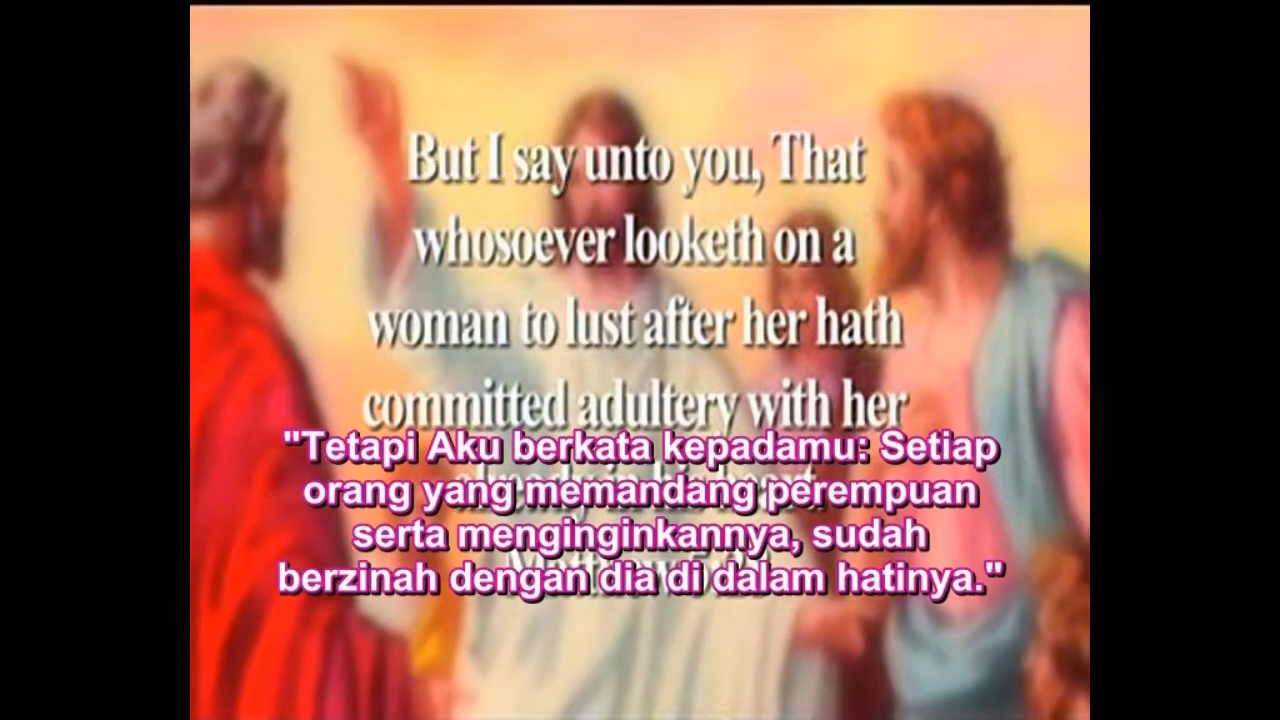 But I say unto you, That
whosoever looketh on a
woman to lust after her hath
committed adultery with her
"Tetapi Aku berkata kepadamu: Setiap
orang yang memandang perempuan
serta menginginkannya, sudah
berzinah dengan dia di dalam hatinya."